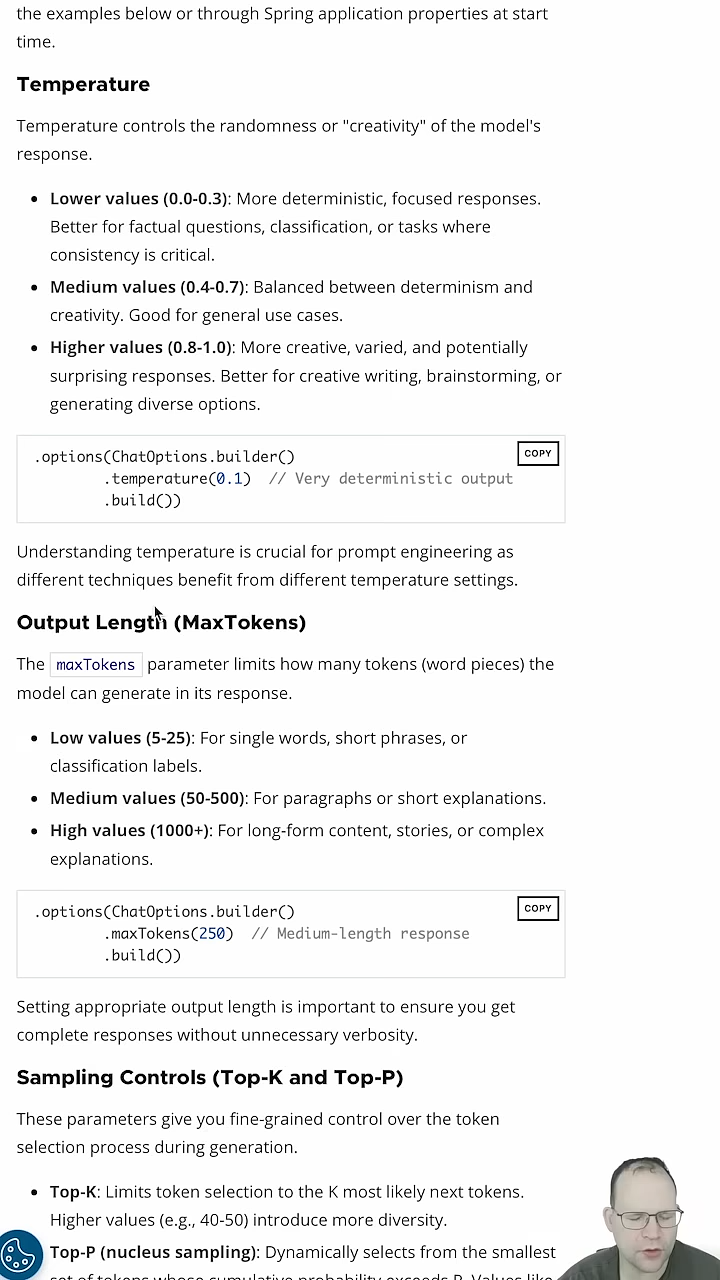 the examples below or through Spring application properties at start
time.
Temperature
Temperature controls the randomness or "creativity" of the model's
response.
• Lower values (0.0-0.3): More deterministic, focused responses.
Better for factual questions, classification, or tasks where
consistency is critical.
• Medium values (0.4-0.7): Balanced between determinism and
creativity. Good for general use cases.
• Higher values (0.8-1.0): More creative, varied, and potentially
surprising responses. Better for creative writing, brainstorming, or
generating diverse options.
COPY
.options(ChatOptions.builder()
        .temperature(0.1)  // Very deterministic output
        .build())
Understanding temperature is crucial for prompt engineering as
different techniques benefit from different temperature settings.
Output Length (MaxTokens)
The maxTokens parameter limits how many tokens (word pieces) the
model can generate in its response.
• Low values (5-25): For single words, short phrases, or
classification labels.
• Medium values (50-500): For paragraphs or short explanations.
• High values (1000+): For long-form content, stories, or complex
explanations.
COPY
.options(ChatOptions.builder()
        .maxTokens(250)  // Medium-length response
        .build())
Setting appropriate output length is important to ensure you get
complete responses without unnecessary verbosity.
Sampling Controls (Top-K and Top-P)
These parameters give you fine-grained control over the token
selection process during generation.
• Top-K: Limits token selection to the K most likely next tokens.
Higher values (e.g., 40-50) introduce more diversity.
Top-P (nucleus sampling): Dynamically selects from the smallest
set of tokens whose cumulative probability exceeds P. Values like